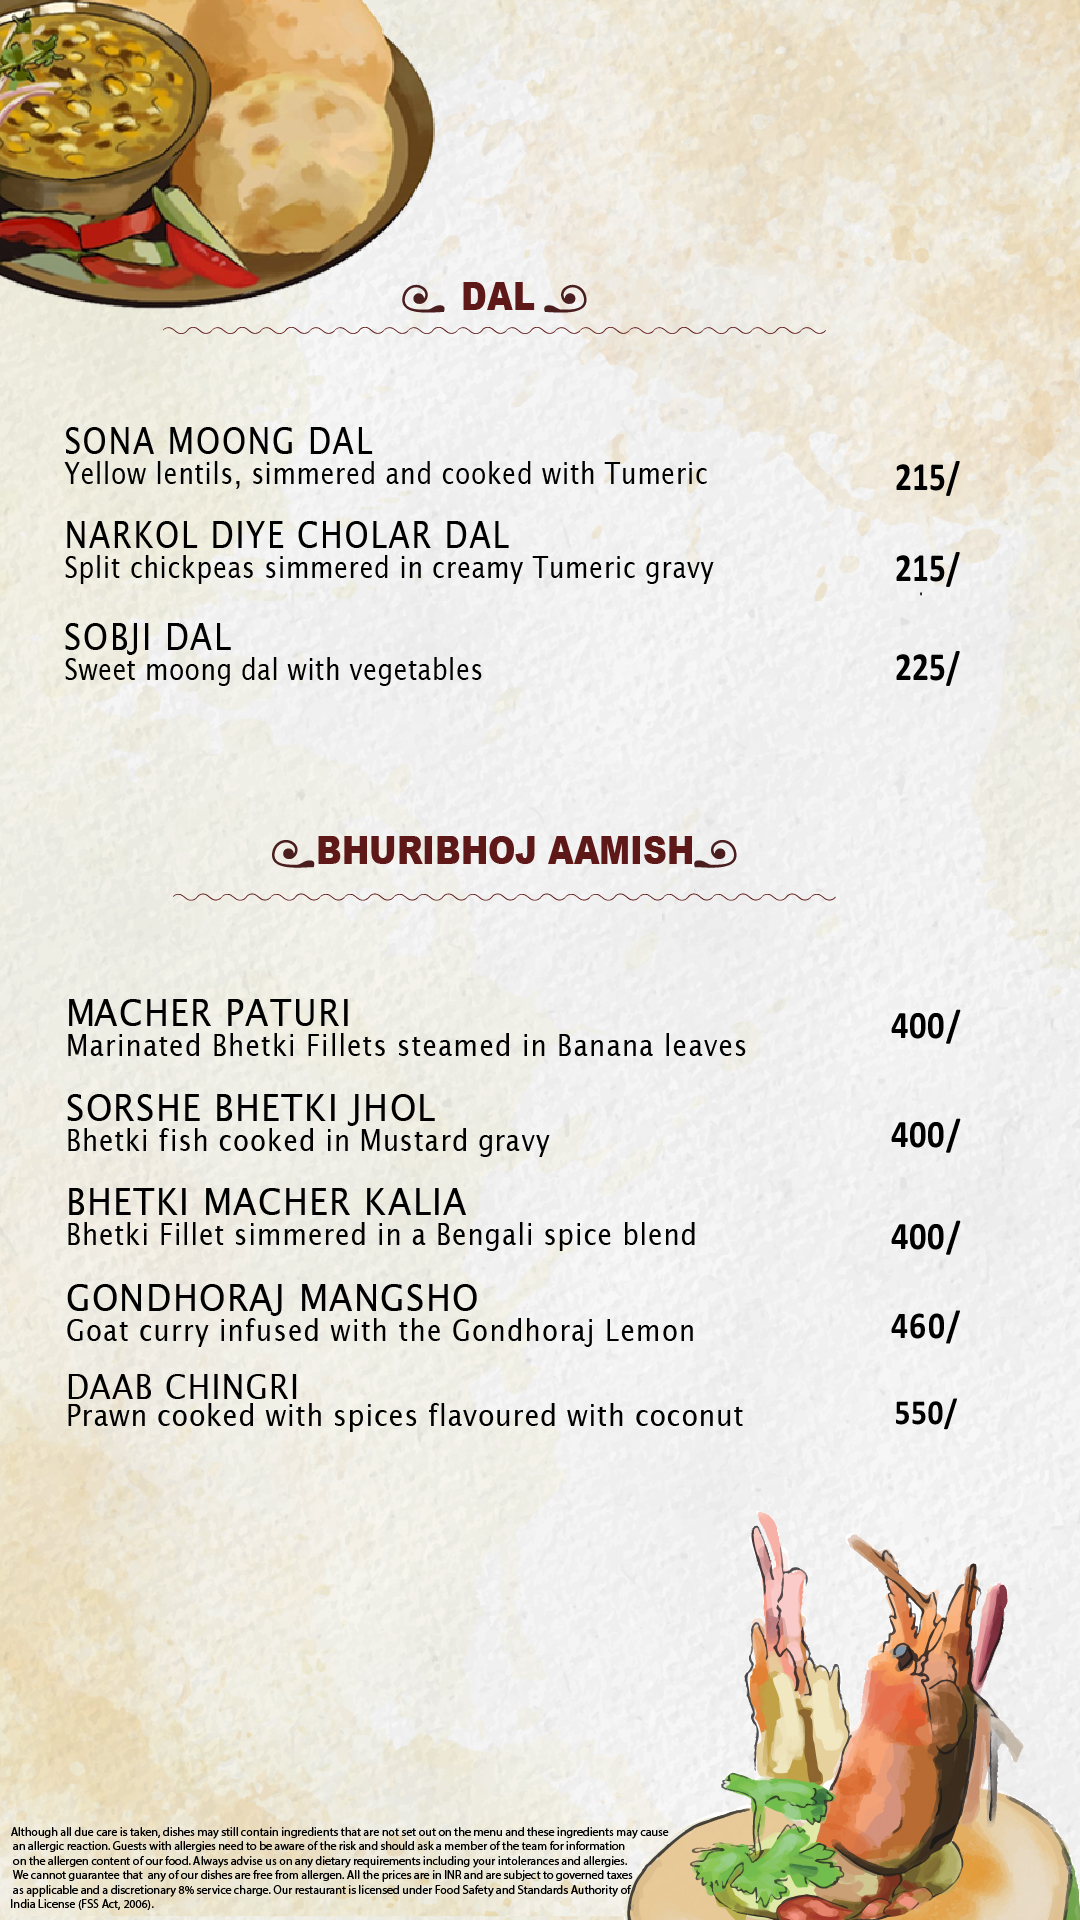 DAL
SONA MOONG DAL
Yellow lentils, simmered and cooked with Tumeric
215/
NARKOL DIYE CHOLAR DAL
Split chickpeas simmered in creamy Tumeric gravy
215/
SOBJI DAL
Sweet moong dal with vegetables
225/
BHURIBHOJ AAMISH
MACHER PATURI
Marinated Bhetki Fillets steamed in Banana leaves
400/
SORSHE BHETKI JHOL
Bhetki fish cooked in Mustard gravy
400/
BHETKI MACHER KALIA
Bhetki Fillet simmered in a Bengali spice blend
400/
GONDHORAJ MANGSHO
Goat curry infused with the Gondhoraj Lemon
460/
DAAB CHINGRI
Prawn cooked with spices flavoured with coconut
550/
Although all due care is taken, dishes may still contain ingredients that are not set out on the menu and these ingredients may cause
an allergic reaction. Guests with allergies need to be aware of the risk and should ask a member of the team for information
on the allergen content of our food. Always advise us on any dietary requirements including your intolerances and allergies.
We cannot guarantee that any of our dishes are free from allergen. All the prices are in INR and are subject to governed taxes
as applicable and a discretionary 8% service charge. Our restaurant is licensed under Food Safety and Standards Authority of
India License (FSS Act, 2006).